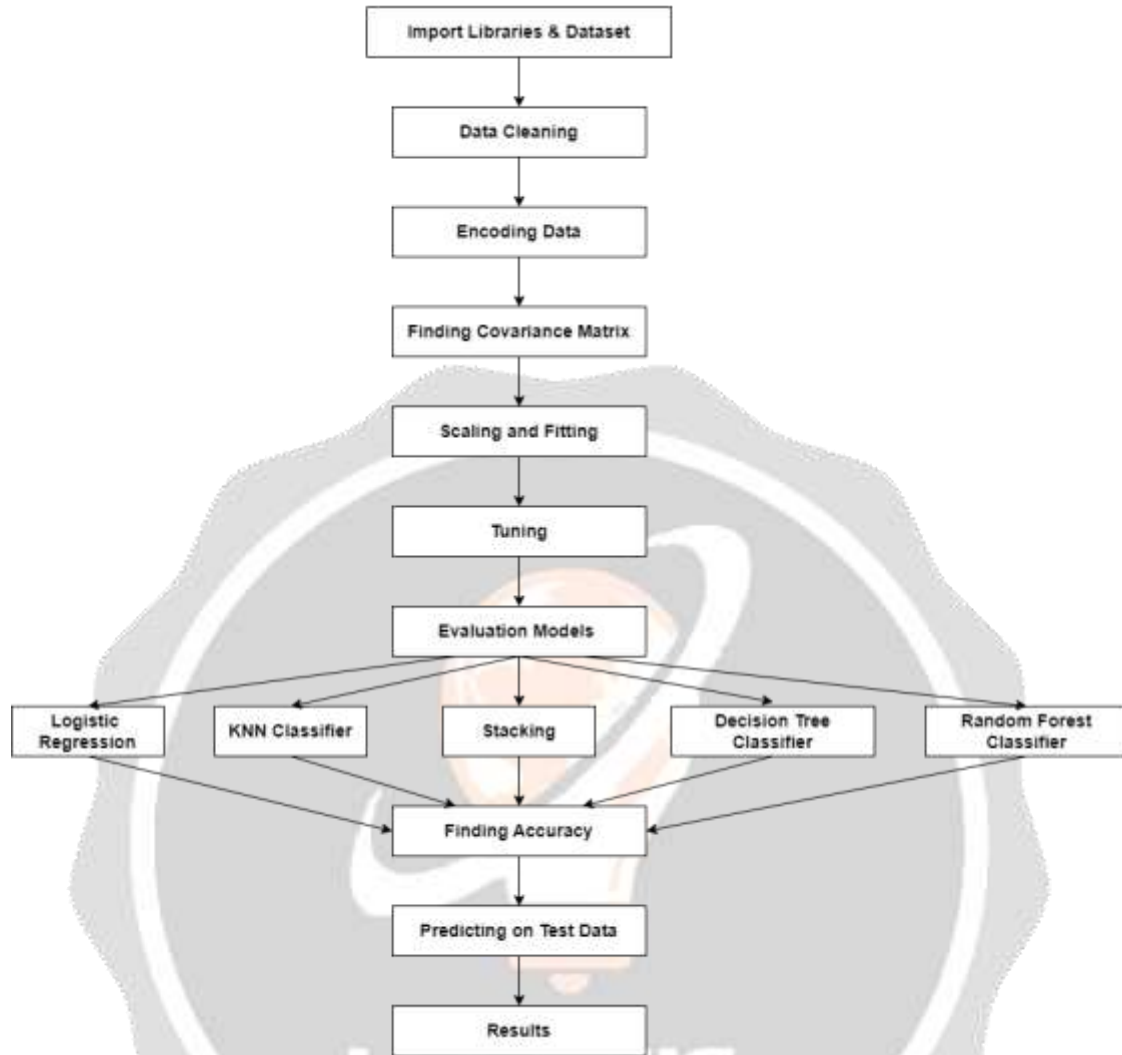 Import Libraries & Dataset
Data Cleaning
Encoding Data
Finding Covariance Matrix
Scaling and Fitting
Tuning
Evaluation Models
Logistic
Regression
KNN Classifier
Stacking
Decision Tree
Classifier
Random Forest
Classifier
Finding Accuracy
Predicting on Test Data
Results